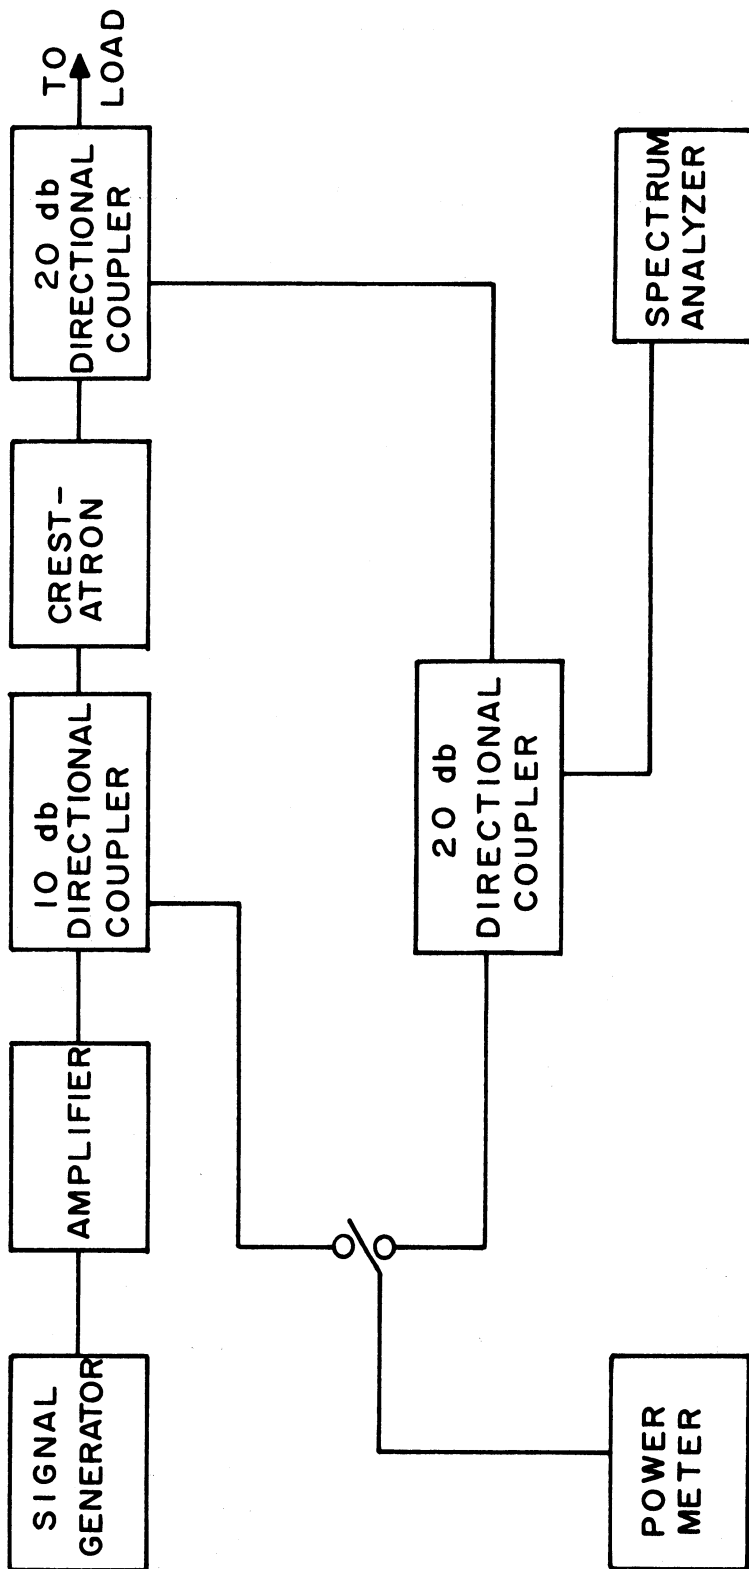 SIGNAL
GENERATOR
AMPLIFIER
10 db
DIRECTIONAL
COUPLER
CREST-
ATRON
20 db
DIRECTIONAL
COUPLER
TO
LOAD
20 db
DIRECTIONAL
COUPLER
POWER
METER
SPECTRUM
ANALYZER